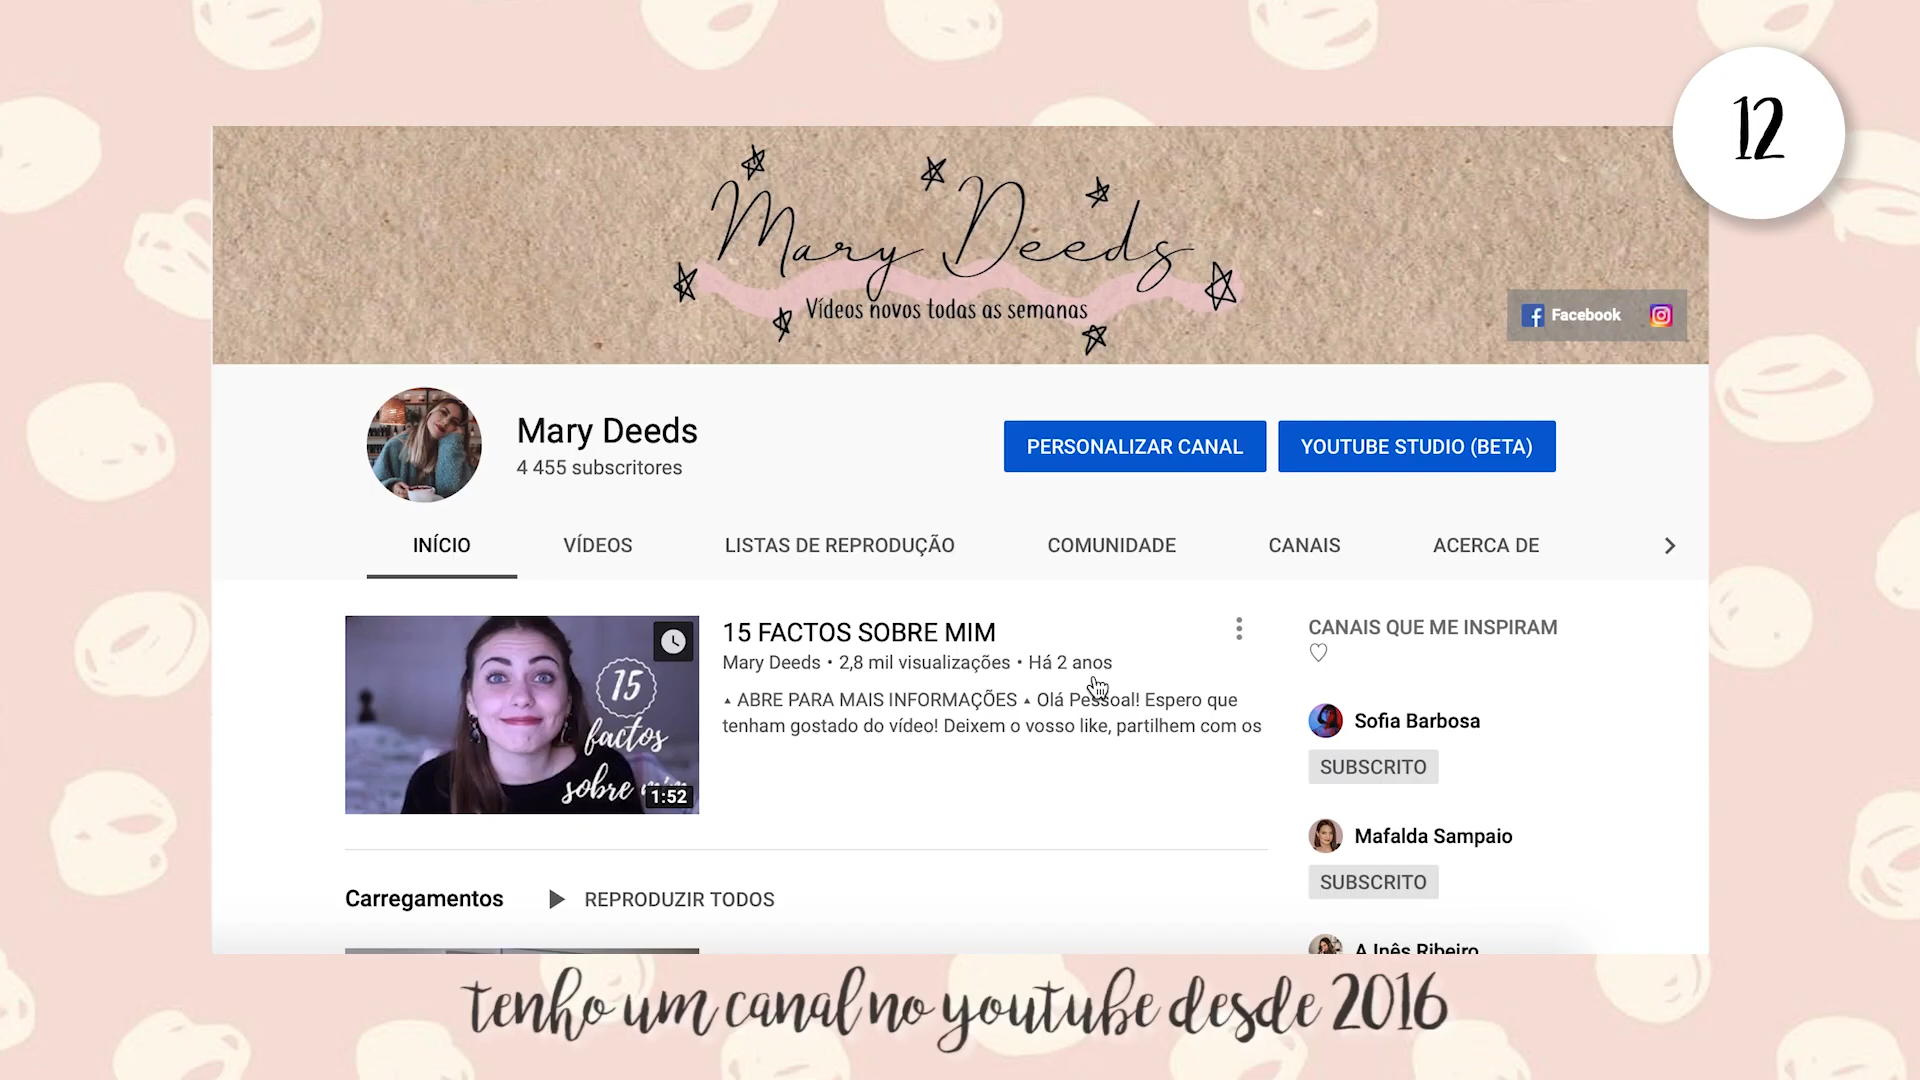 12
Mary Deeds
Vídeos novos todas as semanas
Facebook
Mary Deeds
4 455 subscritores
PERSONALIZAR CANAL
YOUTUBE STUDIO (BETA)
INÍCIO
VÍDEOS
LISTAS DE REPRODUÇÃO
COMUNIDADE
CANAIS
ACERCA DE
15
factos
sobre mim
1:52
15 FACTOS SOBRE MIM
Mary Deeds • 2,8 mil visualizações • Há 2 anos
▲ ABRE PARA MAIS INFORMAÇÕES ▲ Olá Pessoal! Espero que
tenham gostado do vídeo! Deixem o vosso like, partilhem com os
CANAIS QUE ME INSPIRAM
♡
Sofia Barbosa
SUBSCRITO
Mafalda Sampaio
SUBSCRITO
A Inês Ribeiro
Carregamentos
REPRODUZIR TODOS
tenho um canal no youtube desde 2016